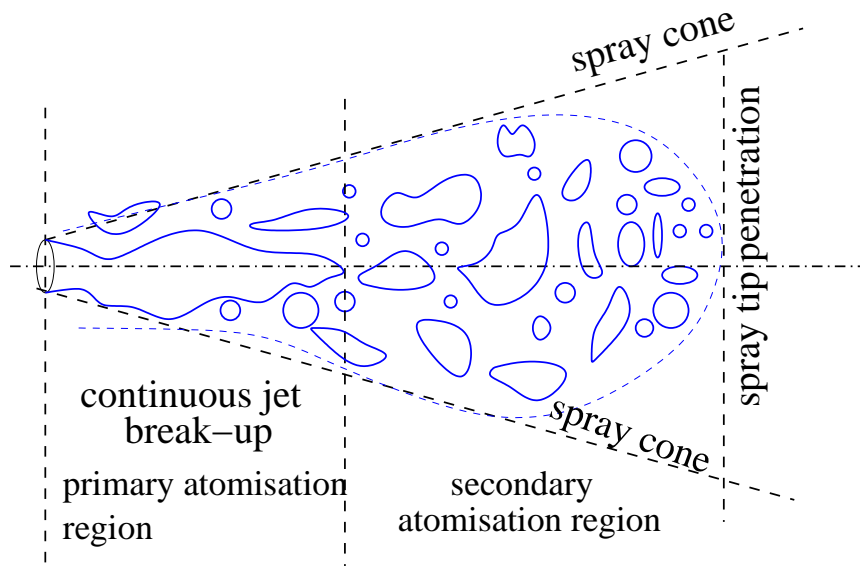 spray cone
spray tip penetration
continuous jet
break−up
spray cone
primary atomisation
region
secondary
atomisation region